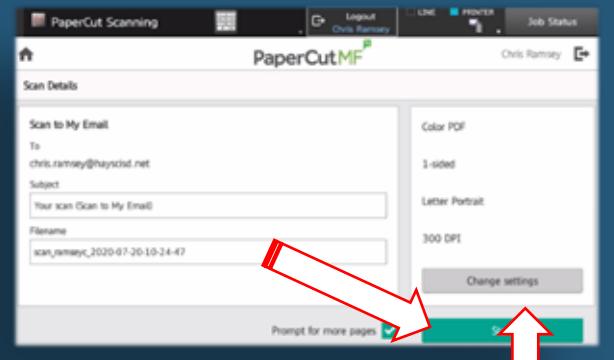 PaperCut Scanning
Logout
Chris Ramsey
LINE
PRINTER
Job Status
PaperCutMF
Chris Ramsey
Scan Details
Scan to My Email
To
chris.ramsey@hayscisd.net
Subject
Your scan (Scan to My Email)
Filename
scan_ramseyc_2020-07-20-10-24-47
Color PDF
1-sided
Letter Portrait
300 DPI
Change settings
Prompt for more pages